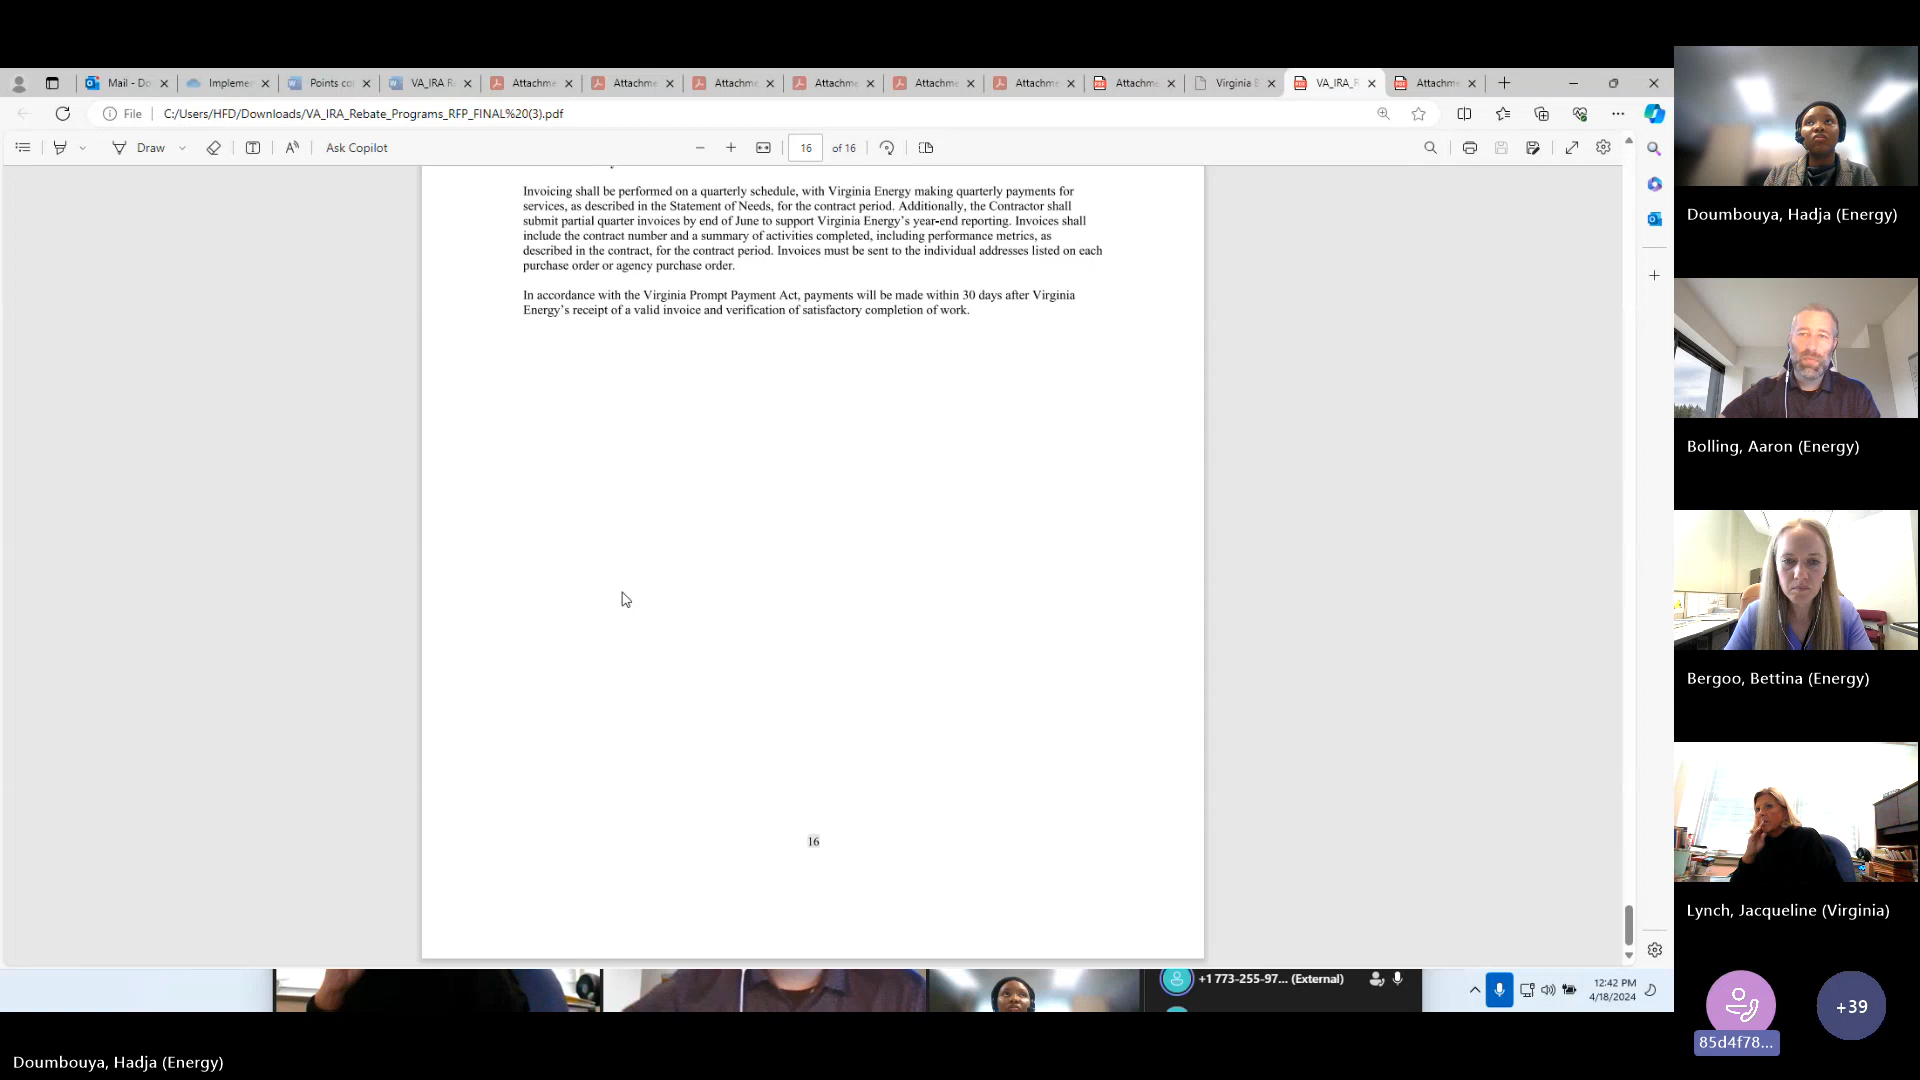 Mail - Do
Implemen
Points co
VA_IRA R
Attachme
Attachme
Attachme
Attachme
Attachme
Attachme
Attachme
Virginia E
VA_IRA_F
Attachme
File
C:/Users/HFD/Downloads/VA_IRA_Rebate_Programs_RFP_FINAL%20(3).pdf
Draw
Ask Copilot
16
of 16
Invoicing shall be performed on a quarterly schedule, with Virginia Energy making quarterly payments for
services, as described in the Statement of Needs, for the contract period. Additionally, the Contractor shall
submit partial quarter invoices by end of June to support Virginia Energy's year-end reporting. Invoices shall
include the contract number and a summary of activities completed, including performance metrics, as
described in the contract, for the contract period. Invoices must be sent to the individual addresses listed on each
purchase order or agency purchase order.
In accordance with the Virginia Prompt Payment Act, payments will be made within 30 days after Virginia
Energy's receipt of a valid invoice and verification of satisfactory completion of work.
16
+1 773-255-97... (External)
12:42 PM
4/18/2024
Doumbouya, Hadja (Energy)
Doumbouya, Hadja (Energy)
Bolling, Aaron (Energy)
Bergoo, Bettina (Energy)
Lynch, Jacqueline (Virginia)
85d4f78...
+39